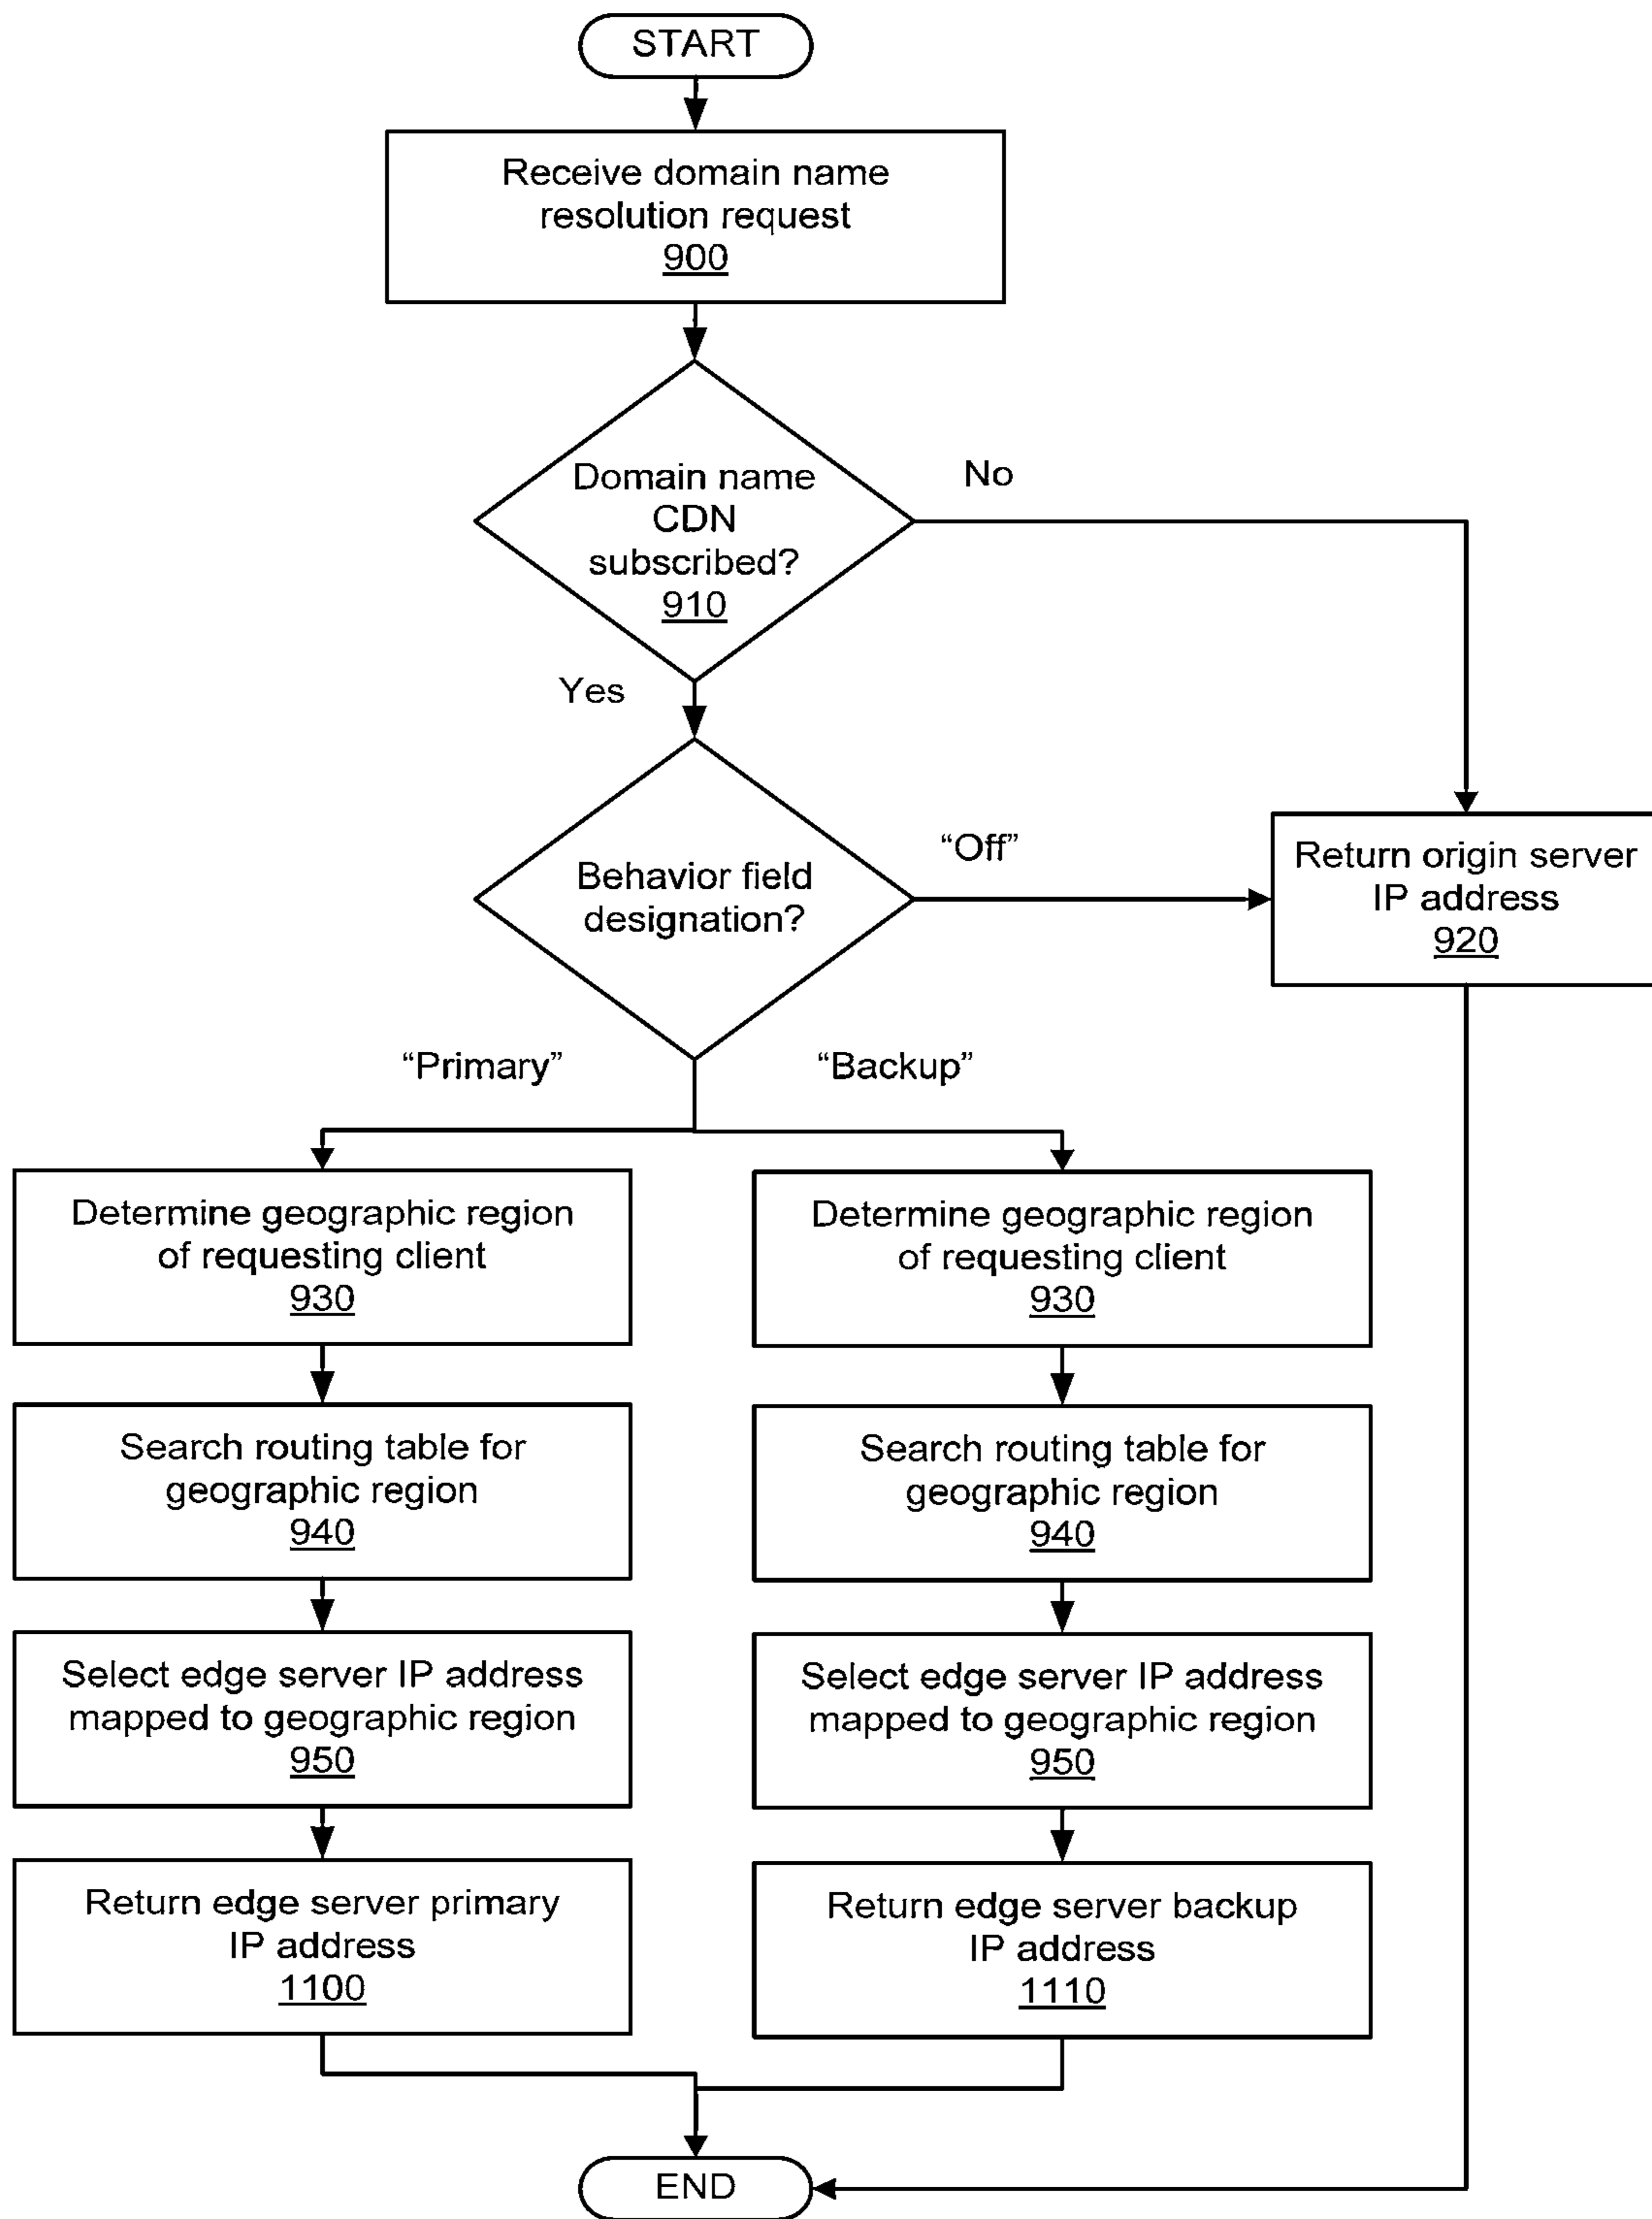 START
Receive domain name
resolution request
900
Domain name
CDN
subscribed?
910
No
Yes
Behavior field
designation?
“Off”
Return origin server
IP address
920
“Primary”
“Backup”
Determine geographic region
of requesting client
930
Search routing table for
geographic region
940
Select edge server IP address
mapped to geographic region
950
Return edge server primary
IP address
1100
Determine geographic region
of requesting client
930
Search routing table for
geographic region
940
Select edge server IP address
mapped to geographic region
950
Return edge server backup
IP address
1110
END